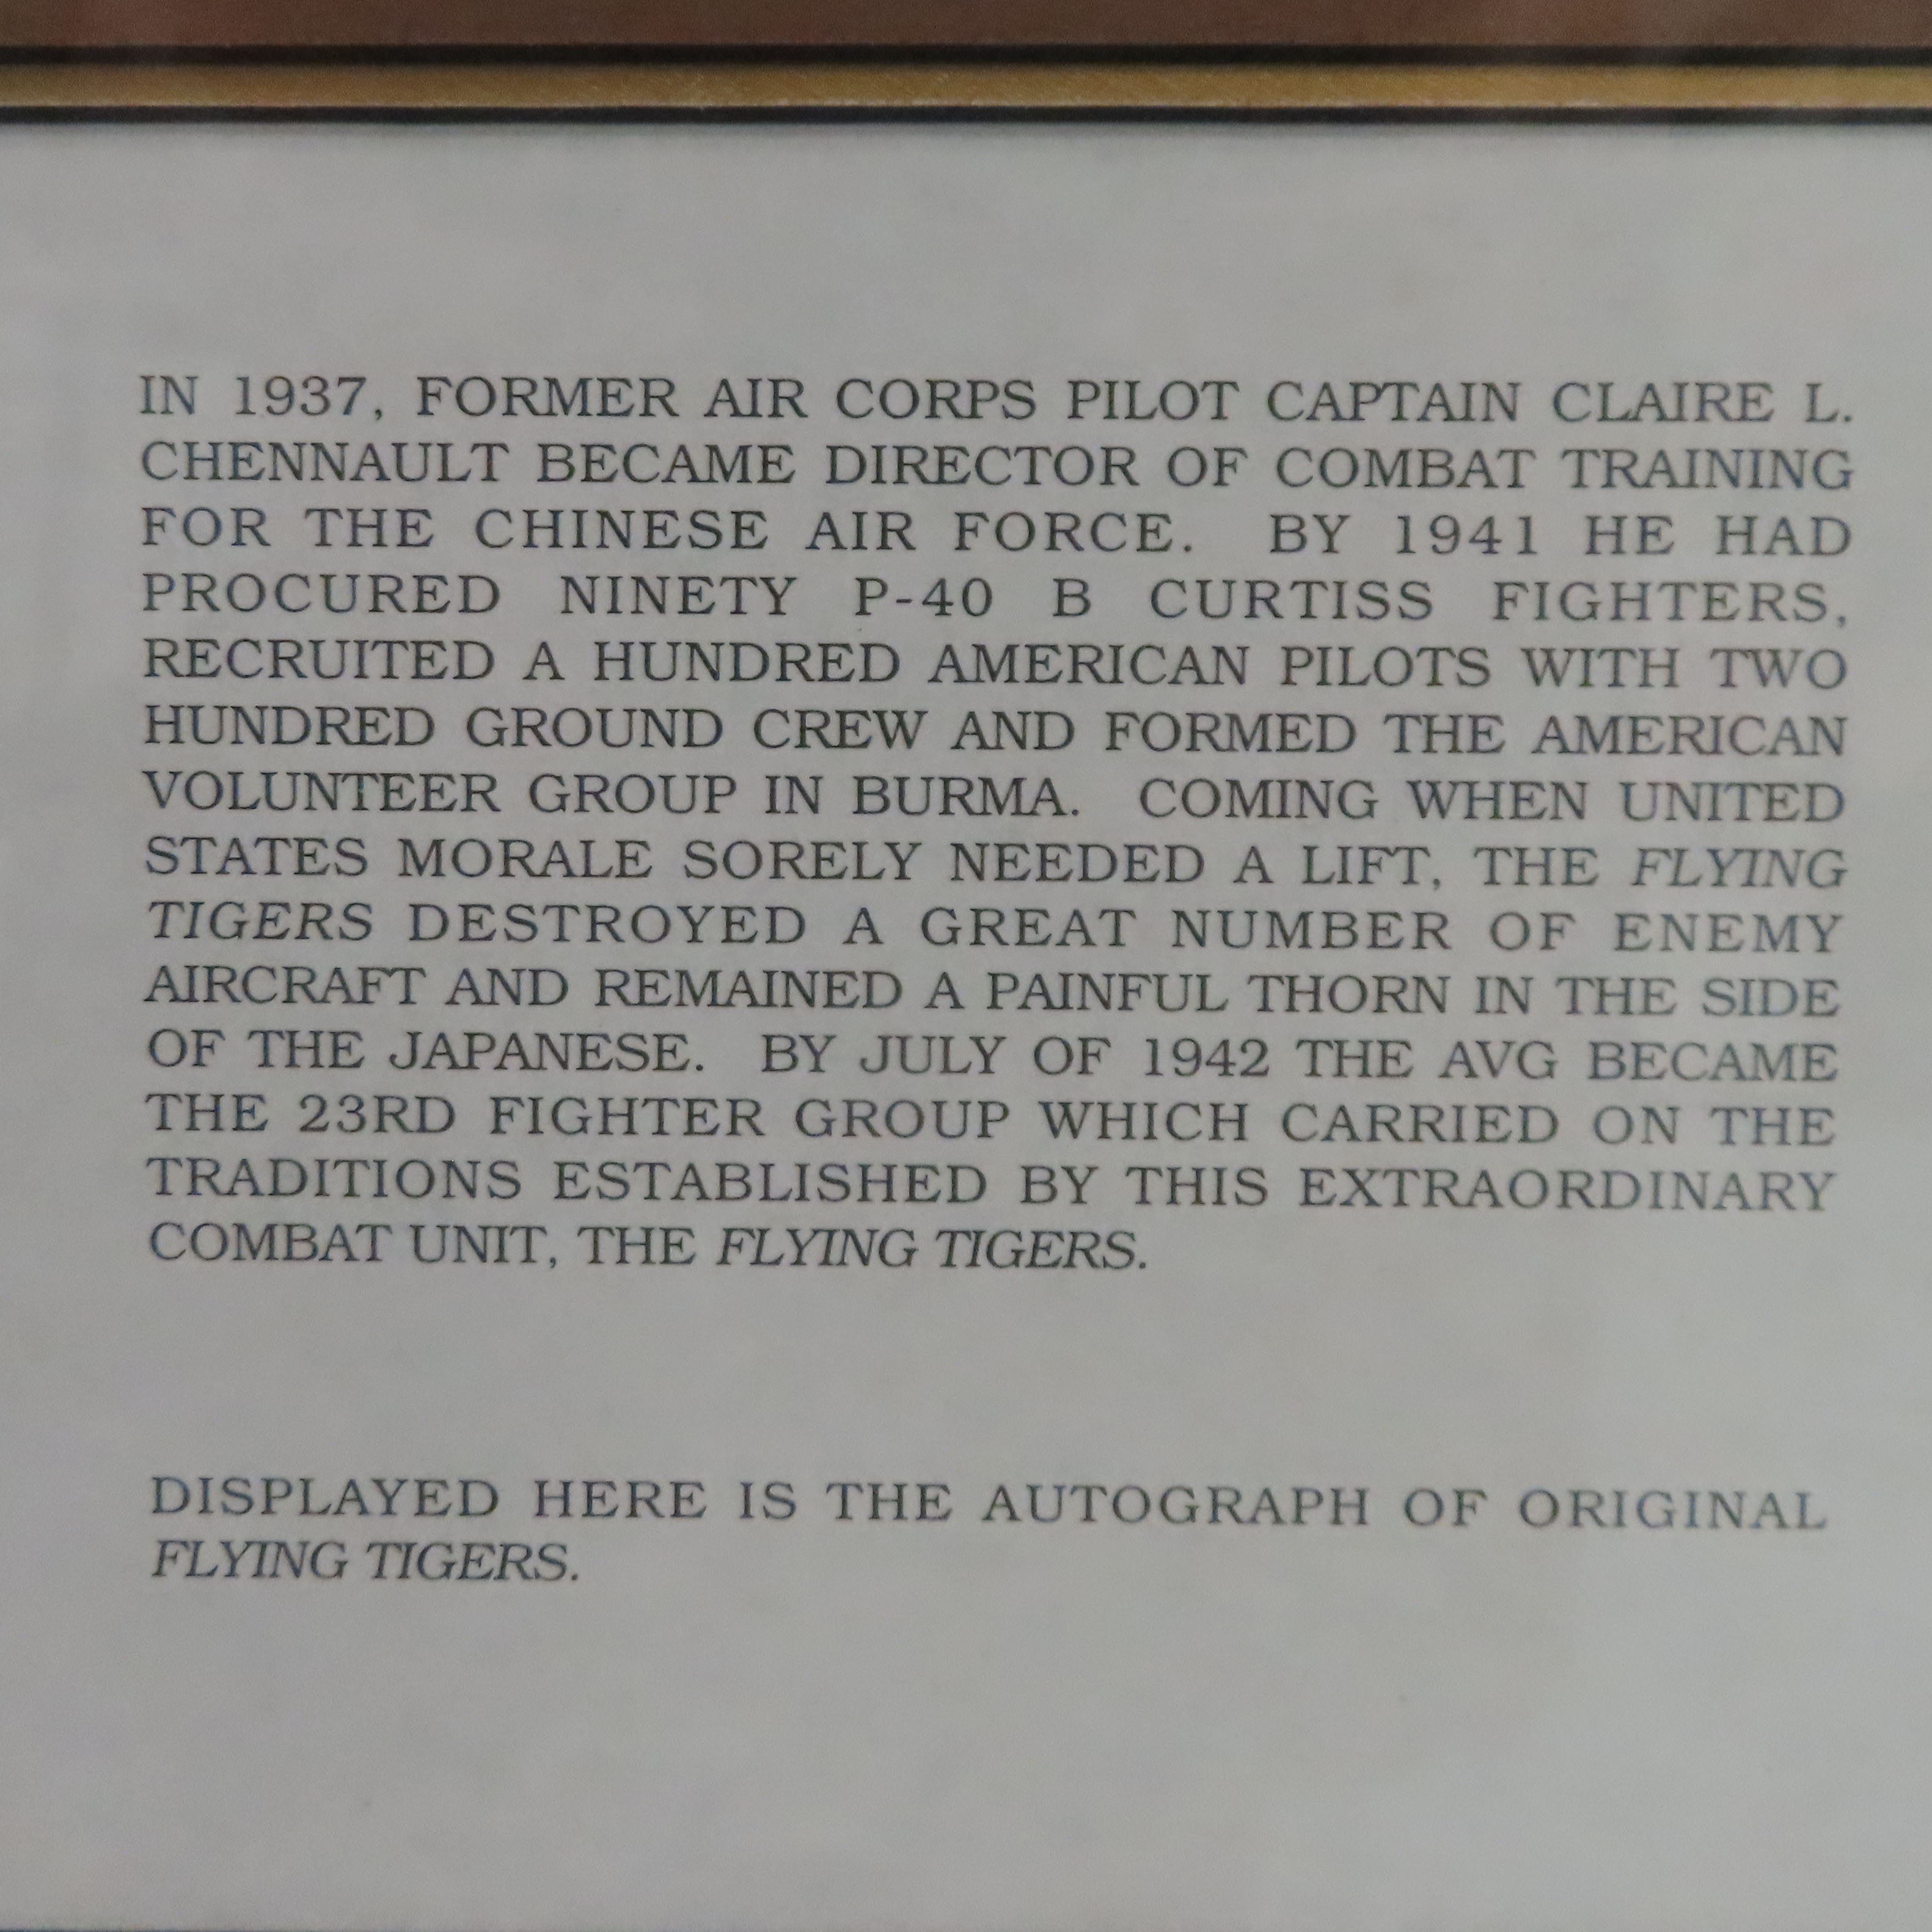 IN 1937, FORMER AIR CORPS PILOT CAPTAIN CLAIRE L.
CHENNAULT BECAME DIRECTOR OF COMBAT TRAINING
FOR THE CHINESE AIR FORCE. BY 1941 HE HAD
PROCURED NINETY P-40 B CURTISS FIGHTERS,
RECRUITED A HUNDRED AMERICAN PILOTS WITH TWO
HUNDRED GROUND CREW AND FORMED THE AMERICAN
VOLUNTEER GROUP IN BURMA. COMING WHEN UNITED
STATES MORALE SORELY NEEDED A LIFT, THE FLYING
TIGERS DESTROYED A GREAT NUMBER OF ENEMY
AIRCRAFT AND REMAINED A PAINFUL THORN IN THE SIDE
OF THE JAPANESE. BY JULY OF 1942 THE AVG BECAME
THE 23RD FIGHTER GROUP WHICH CARRIED ON THE
TRADITIONS ESTABLISHED BY THIS EXTRAORDINARY
COMBAT UNIT, THE FLYING TIGERS.
DISPLAYED HERE IS THE AUTOGRAPH OF ORIGINAL
FLYING TIGERS.